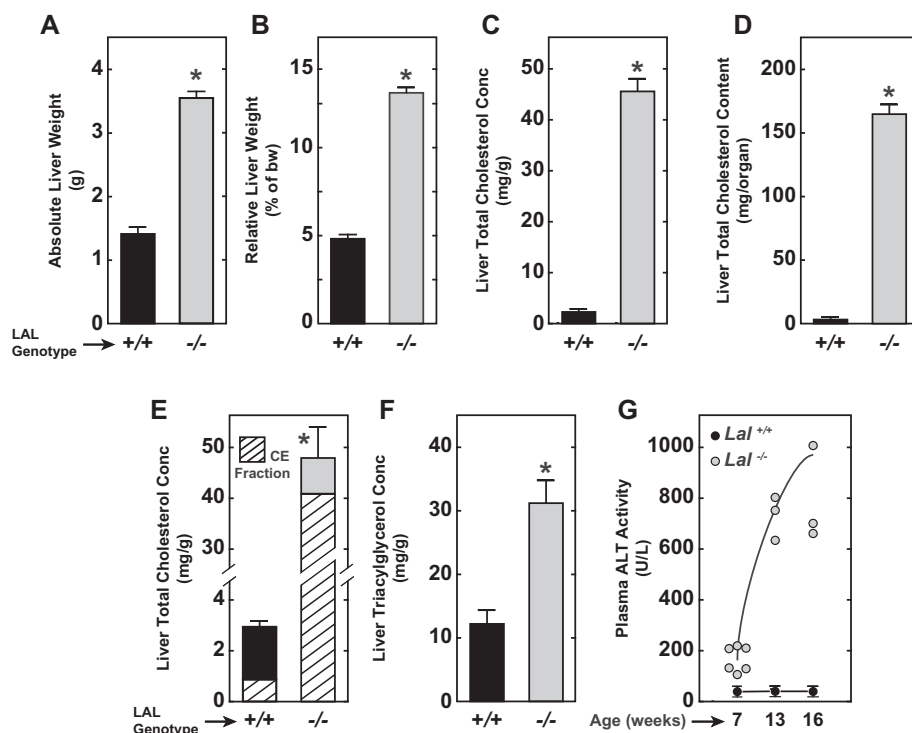 A
Absolute Liver Weight
(g)
4
3
2
1
0
*
LAL
Genotype
+/+
-/-
B
Relative Liver Weight
(% of bw)
15
10
5
0
*
+/+
-/-
C
Liver Total Cholesterol Conc
(mg/g)
50
40
30
20
10
0
*
+/+
-/-
D
Liver Total Cholesterol Content
(mg/organ)
200
150
100
50
0
*
+/+
-/-
E
Liver Total Cholesterol Conc
(mg/g)
50
40
30
4
2
0
CE
Fraction
*
LAL
Genotype
+/+
-/-
F
Liver Triacylglycerol Conc
(mg/g)
40
30
20
10
0
*
+/+
-/-
G
Plasma ALT Activity
(U/L)
1000
800
600
400
200
0
Lal +/+
Lal -/-
Age (weeks)
7 13 16